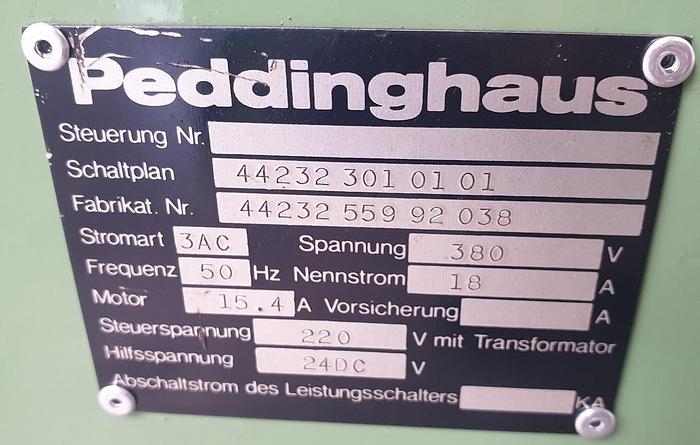 Peddinghaus
Steuerung Nr.
Schaltplan 44232 301 01 01
Fabrikat. Nr. 44232 559 92 038
Stromart 3AC Spannung 380 V
Frequenz 50 Hz Nennstrom 18 A
Motor 15.4 A Vorsicherung A
Steuerspannung 220 V mit Transformator
Hilfsspannung 24DC V
Abschaltstrom des Leistungsschalters KA